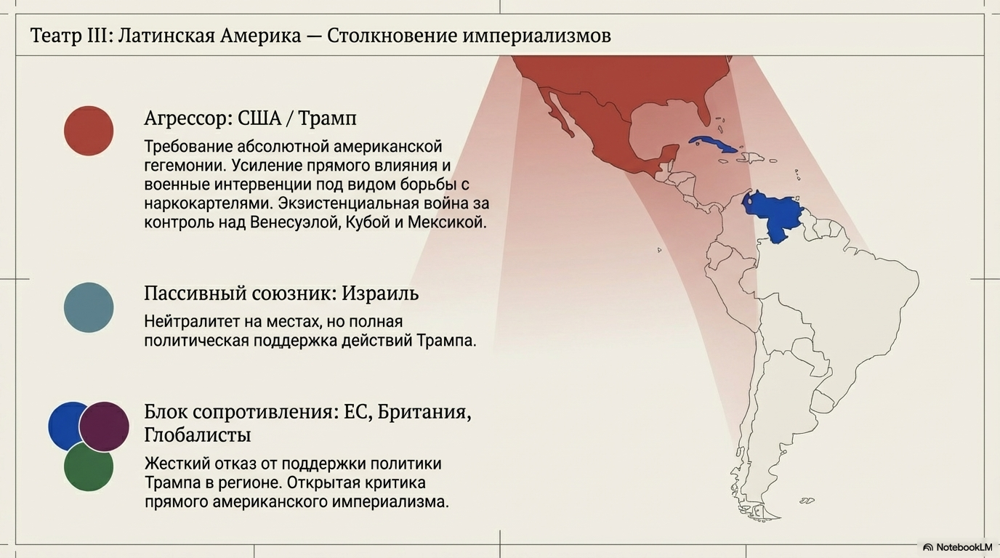 Театр III: Латинская Америка — Столкновение империализмов
Агрессор: США / Трамп
Требование абсолютной американской
гегемонии. Усиление прямого влияния и
военные интервенции под видом борьбы с
наркокартелями. Экзистенциальная война за
контроль над Венесуэлой, Кубой и Мексикой.
Пассивный союзник: Израиль
Нейтралитет на местах, но полная
политическая поддержка действий Трампа.
Блок сопротивления: ЕС, Британия,
Глобалисты
Жесткий отказ от поддержки политики
Трампа в регионе. Открытая критика
прямого американского империализма.
NotebookLM